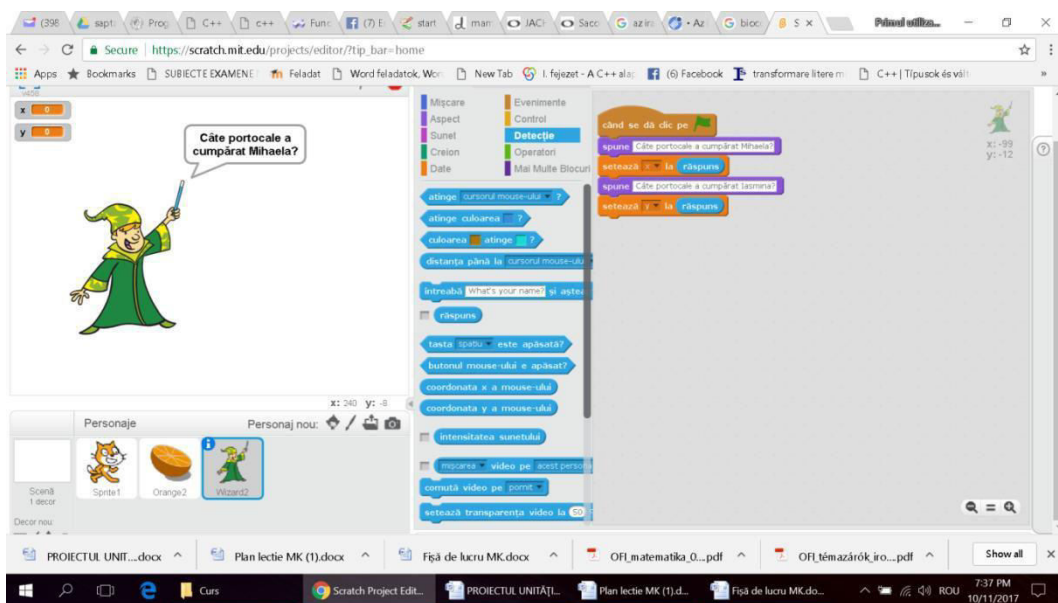 Secure https://scratch.mit.edu/projects/editor/?tip_bar=home
Apps Bookmarks SUBIECTE EXAMENE Feladat Word feladatok, Wor New Tab I. fejezet - A C++ ala (6) Facebook transformare litere m C++ | Típusok és vál
x 0
y 0
Câte portocale a
cumpărat Mihaela?
x: 240 y: -8
Personaje
Personaj nou:
Scenă
1 decor
Decor nou
Sprite1
Orange2
Wizard2
Mișcare
Aspect
Sunet
Creion
Date
Evenimente
Control
Detecție
Operatori
Mai Multe Blocuri
atinge cursorul mouse-ului ?
atinge culoarea ?
culoarea atinge ?
distanța până la cursorul mouse-ulu
întreabă What's your name? și aștea
răspuns
tasta spațiu este apăsată?
butonul mouse-ului e apăsat?
coordonata x a mouse-ului
coordonata y a mouse-ului
intensitatea sunetului
mișcarea video pe acest perso
comută video pe pornit
setează transparența video la 50
când se dă clic pe
spune Câte portocale a cumpărat Mihaela?
setează x la răspuns
spune Câte portocale a cumpărat Iasmina?
setează y la răspuns
x: -99
y: -12
PROIECTUL UNIT....docx Plan lectie MK (1).docx Fișă de lucru MK.docx OFI_matematika_0....pdf OFI_témazárók_iro....pdf Show all
Curs Scratch Project Edit... PROIECTUL UNITĂȚI... Plan lectie MK (1).d... Fișă de lucru MK.do... ROU 7:37 PM
10/11/2017